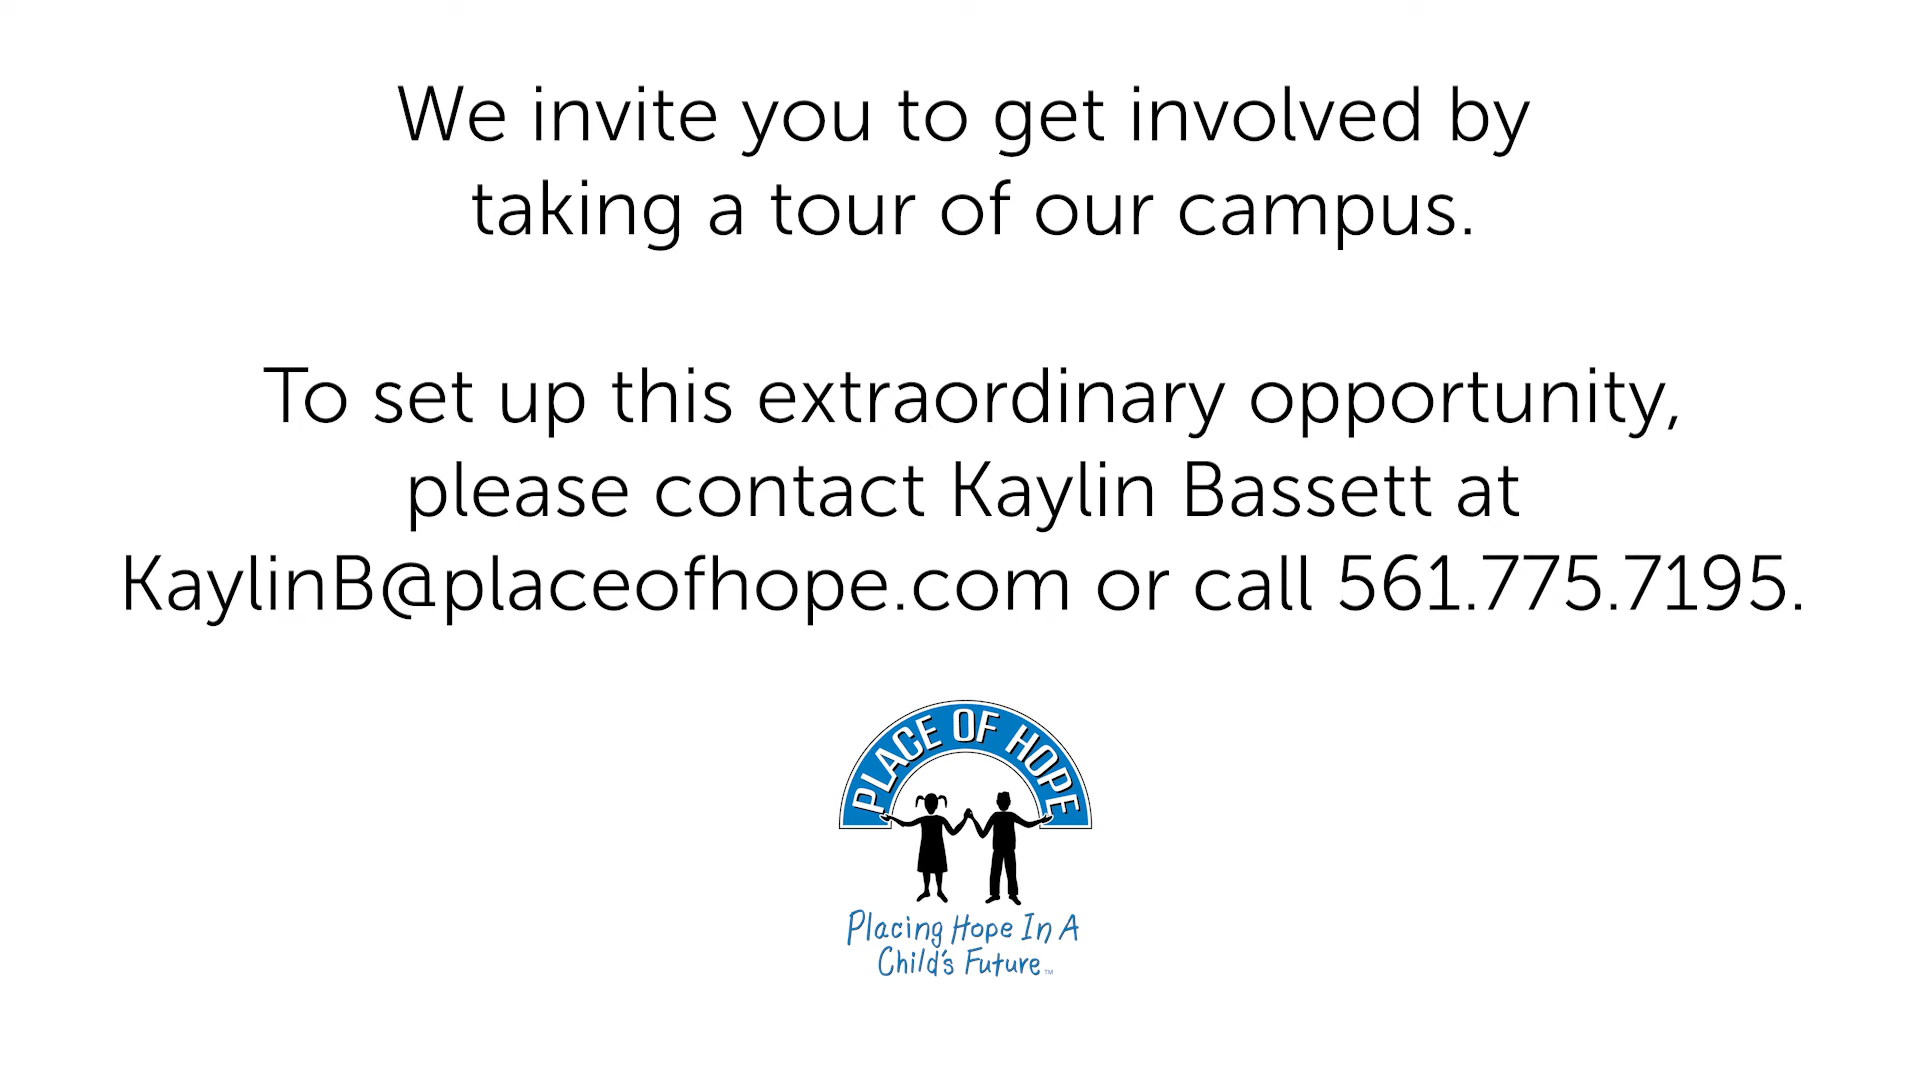 We invite you to get involved by
taking a tour of our campus.
To set up this extraordinary opportunity,
please contact Kaylin Bassett at
KaylinB@placeofhope.com or call 561.775.7195.
PLACE OF HOPE
Placing Hope In A
Child's Future™